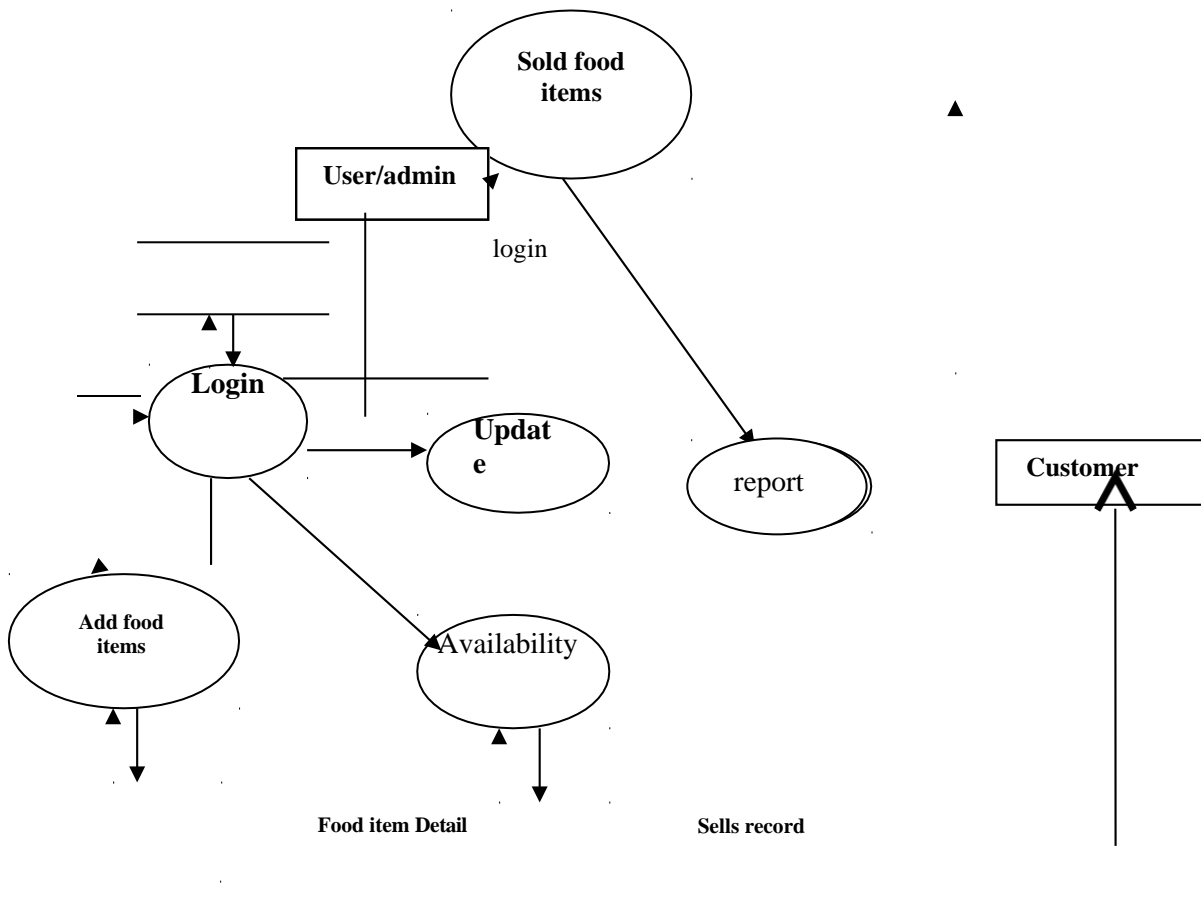 Sold food
items
User/admin
login
Login
Updat
e
report
Customer
Add food
items
Availability
Food item Detail
Sells record